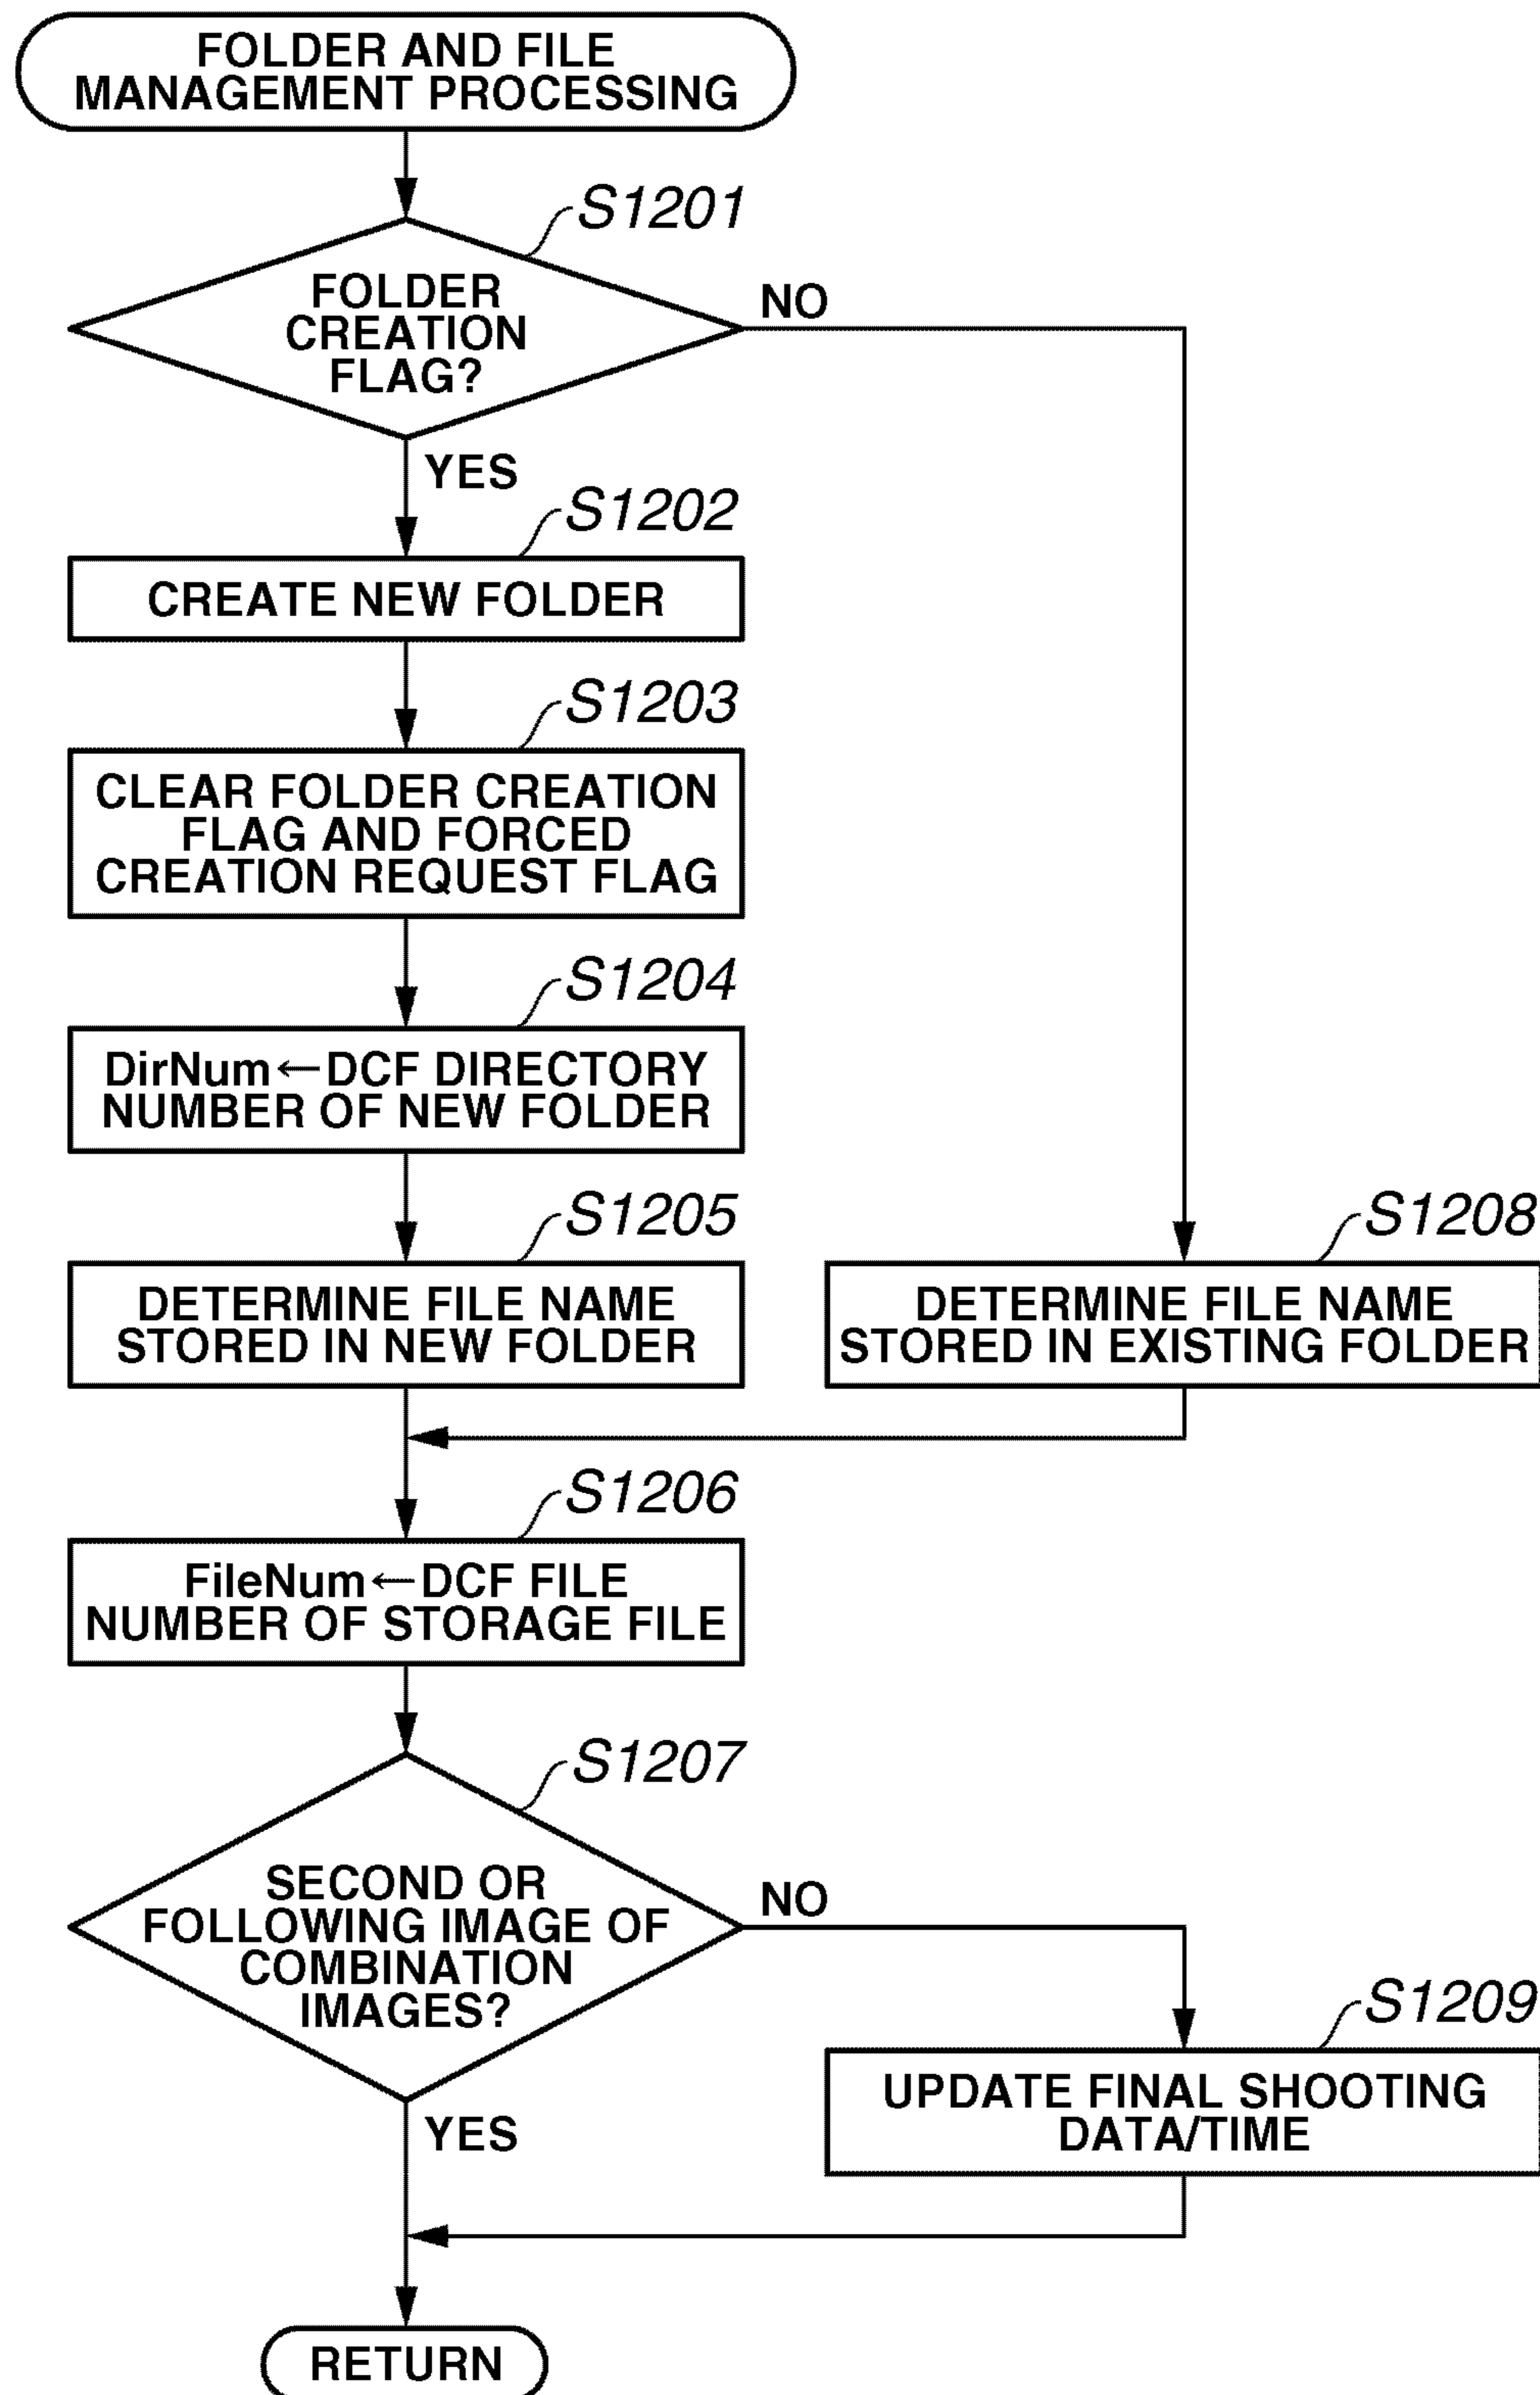 FOLDER AND FILE
MANAGEMENT PROCESSING
S1201
FOLDER
CREATION
FLAG?
NO
YES
S1202
CREATE NEW FOLDER
S1203
CLEAR FOLDER CREATION
FLAG AND FORCED
CREATION REQUEST FLAG
S1204
DirNum←DCF DIRECTORY
NUMBER OF NEW FOLDER
S1205
DETERMINE FILE NAME
STORED IN NEW FOLDER
S1208
DETERMINE FILE NAME
STORED IN EXISTING FOLDER
S1206
FileNum←DCF FILE
NUMBER OF STORAGE FILE
S1207
SECOND OR
FOLLOWING IMAGE OF
COMBINATION
IMAGES?
NO
YES
S1209
UPDATE FINAL SHOOTING
DATA/TIME
RETURN